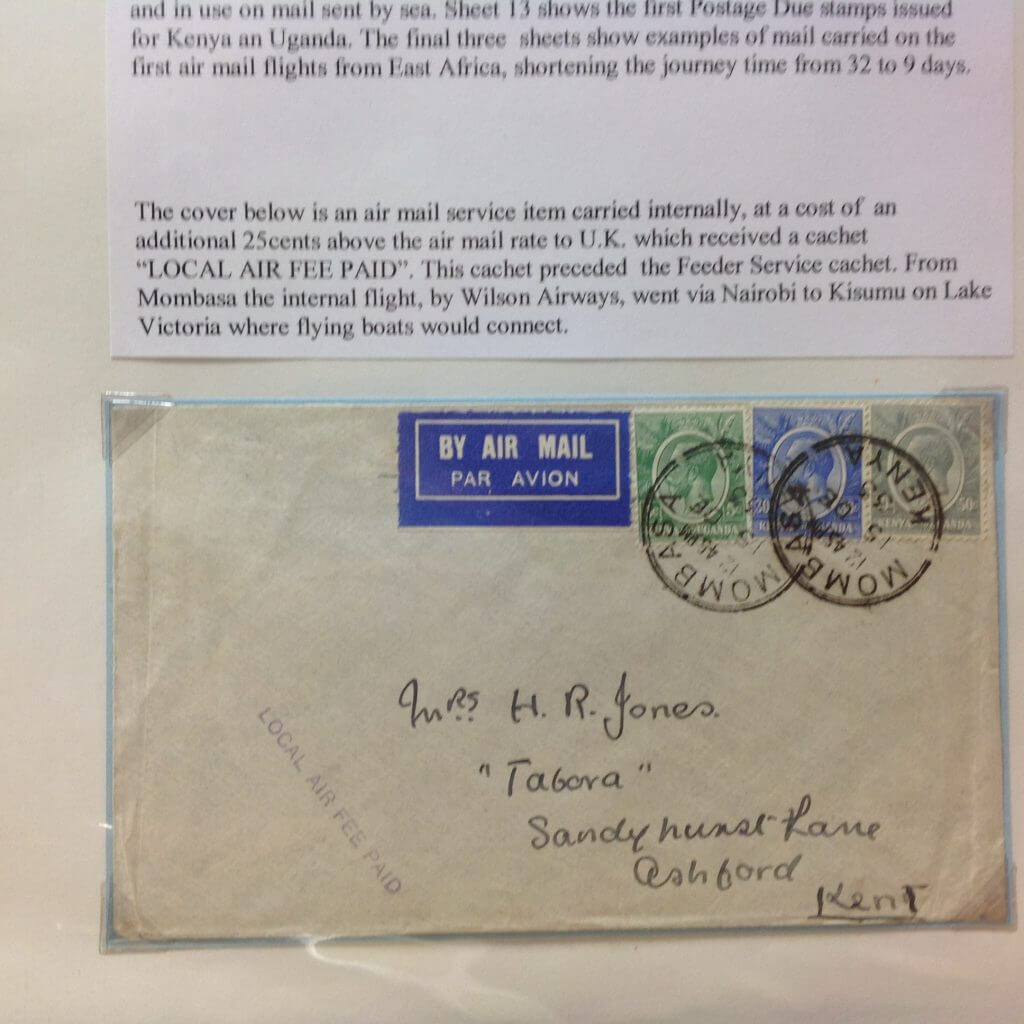 and in use on mail sent by sea. Sheet 13 shows the first Postage Due stamps issued
for Kenya an Uganda. The final three sheets show examples of mail carried on the
first air mail flights from East Africa, shortening the journey time from 32 to 9 days.
The cover below is an air mail service item carried internally, at a cost of an
additional 25cents above the air mail rate to U.K. which received a cachet
“LOCAL AIR FEE PAID”. This cachet preceded the Feeder Service cachet. From
Mombasa the internal flight, by Wilson Airways, went via Nairobi to Kisumu on Lake
Victoria where flying boats would connect.
BY AIR MAIL
PAR AVION
MOMBASA
MOMBASA
KENYA
Mrs. H. R. Jones.
"Tabora"
Sandyhurst Lane
Ashford
Kent
LOCAL AIR FEE PAID